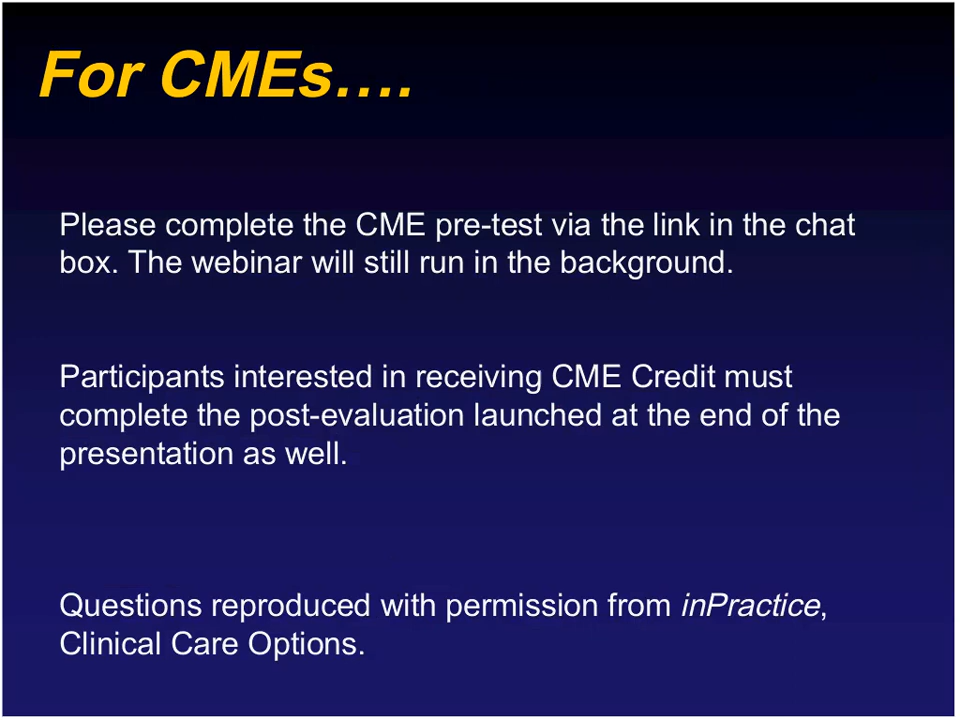 For CMEs….
Please complete the CME pre-test via the link in the chat
box. The webinar will still run in the background.
Participants interested in receiving CME Credit must
complete the post-evaluation launched at the end of the
presentation as well.
Questions reproduced with permission from inPractice,
Clinical Care Options.